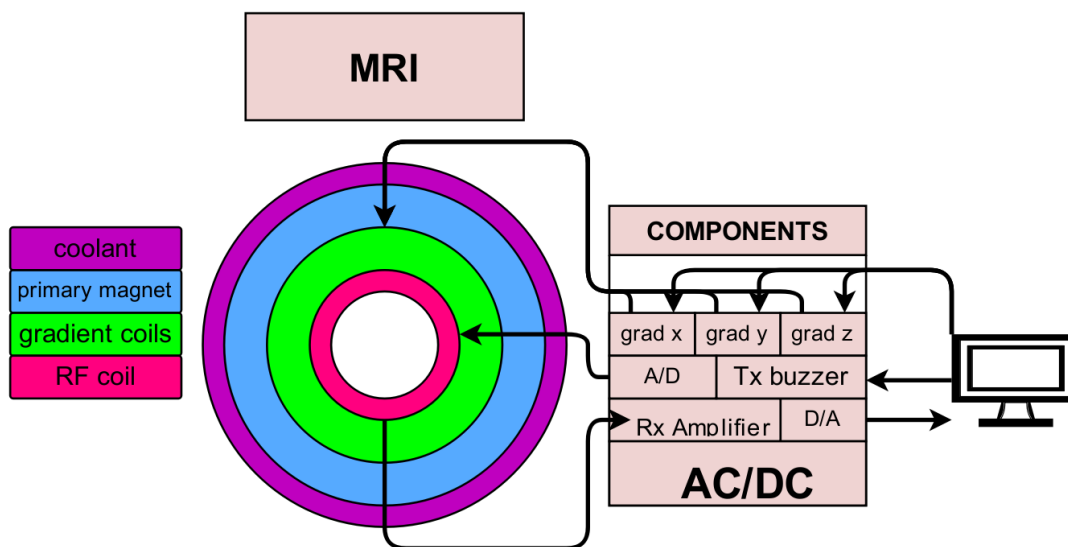 MRI
coolant
primary magnet
gradient coils
RF coil
COMPONENTS
grad x grad y grad z
A/D Tx buzzer
Rx Amplifier D/A
AC/DC